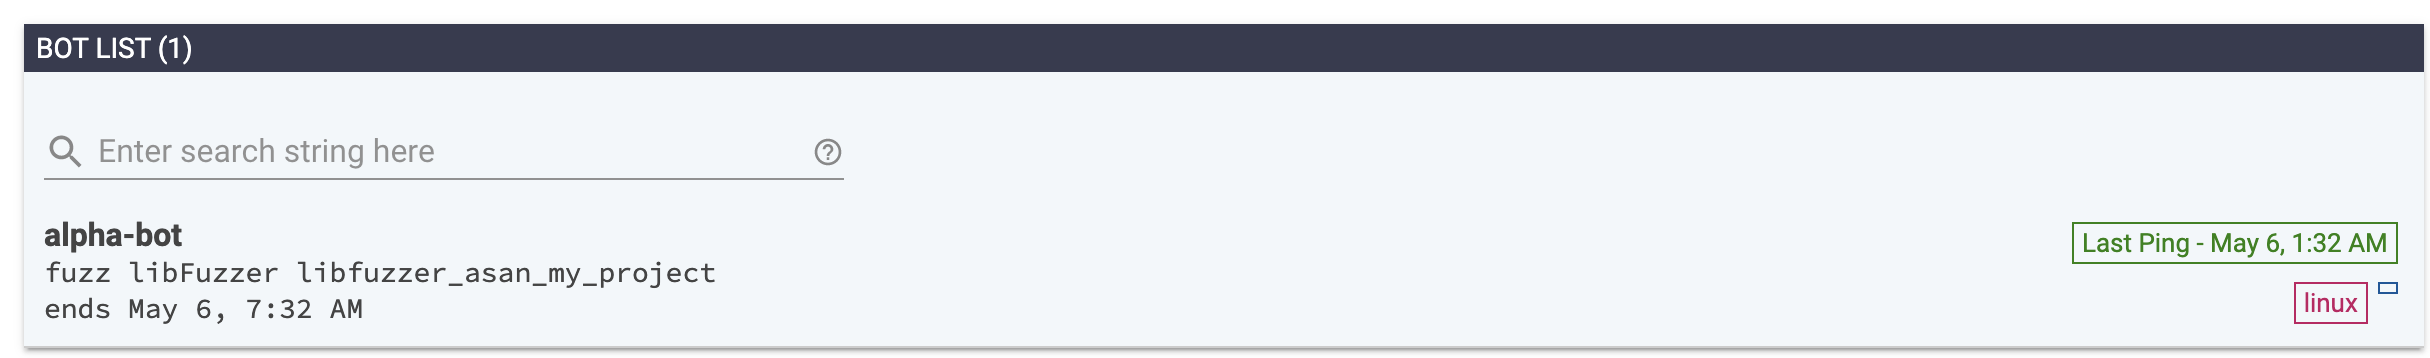 BOT LIST (1)
Enter search string here
alpha-bot
Last Ping - May 6, 1:32 AM
fuzz libFuzzer libfuzzer_asan_my_project
ends May 6, 7:32 AM
linux